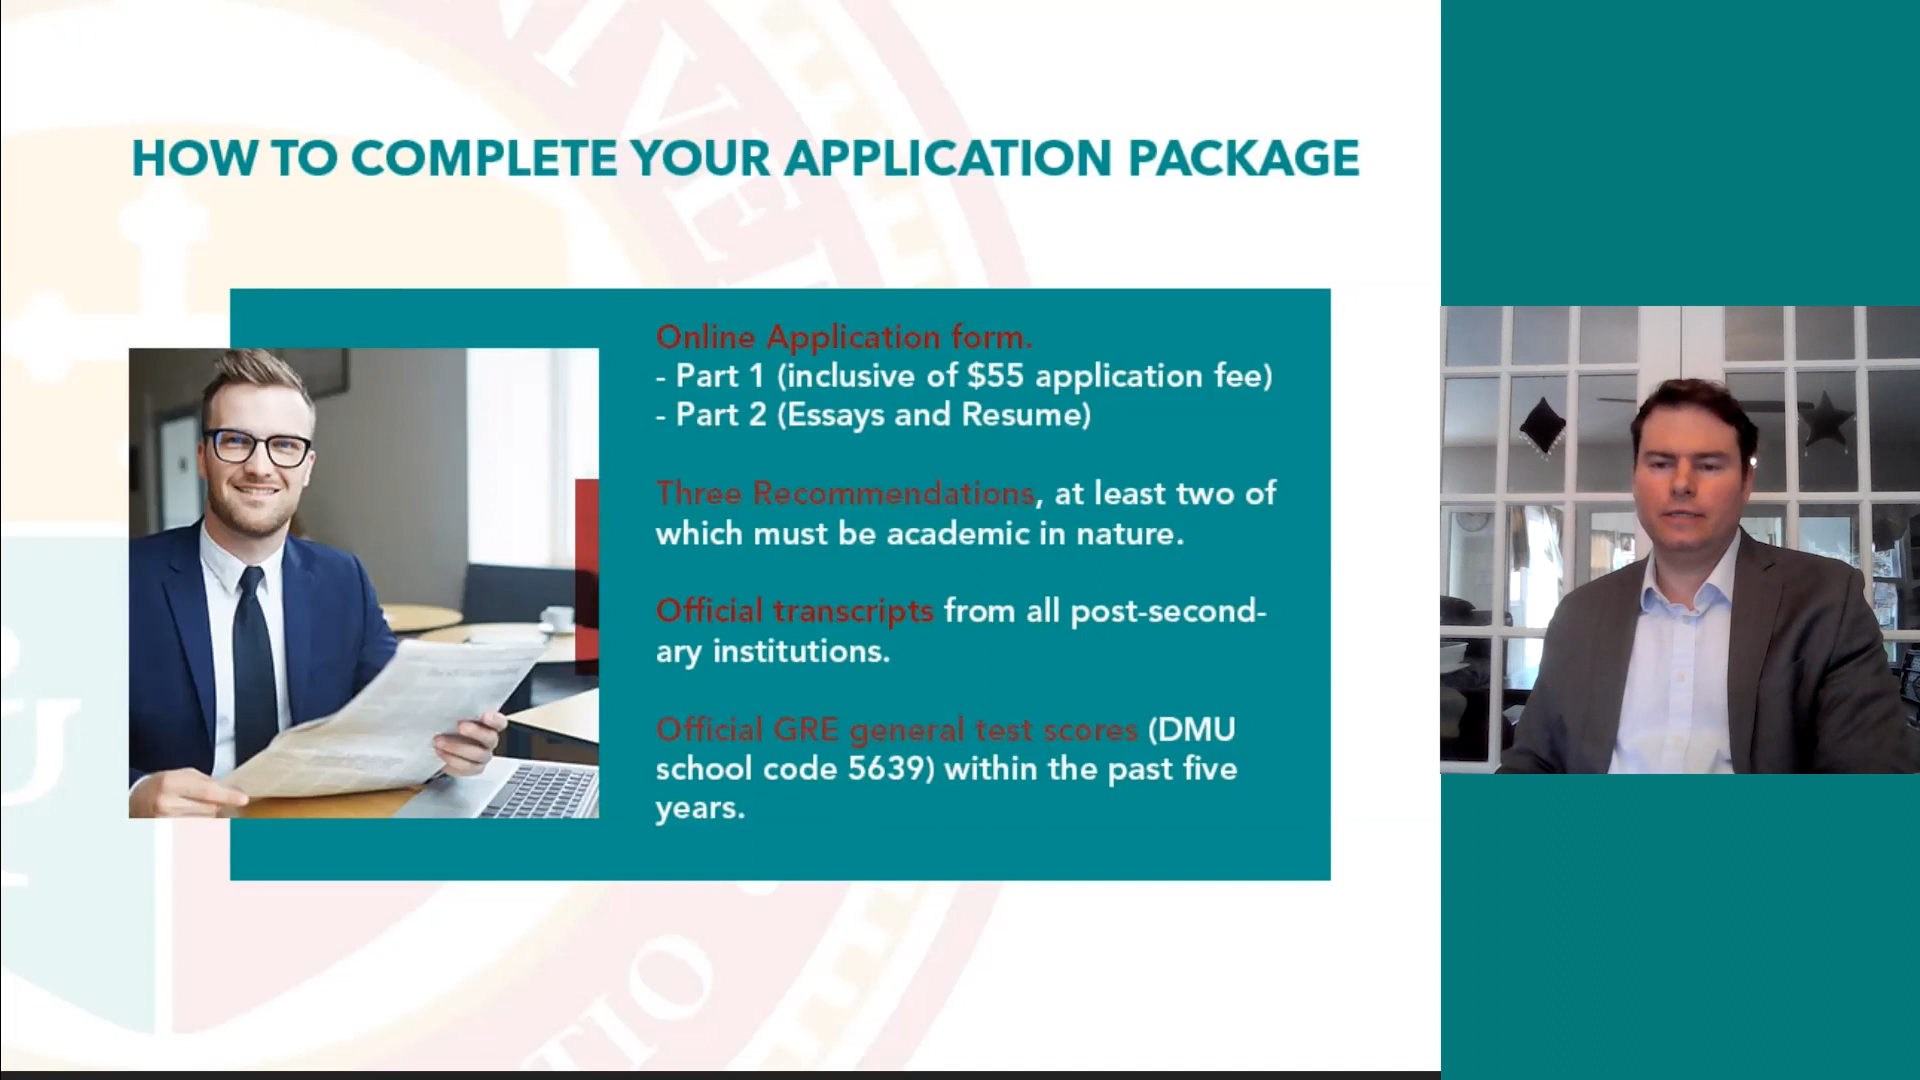 HOW TO COMPLETE YOUR APPLICATION PACKAGE
Online Application form.
- Part 1 (inclusive of $55 application fee)
- Part 2 (Essays and Resume)
Three Recommendations, at least two of
which must be academic in nature.
Official transcripts from all post-second-
ary institutions.
Official GRE general test scores (DMU
school code 5639) within the past five
years.